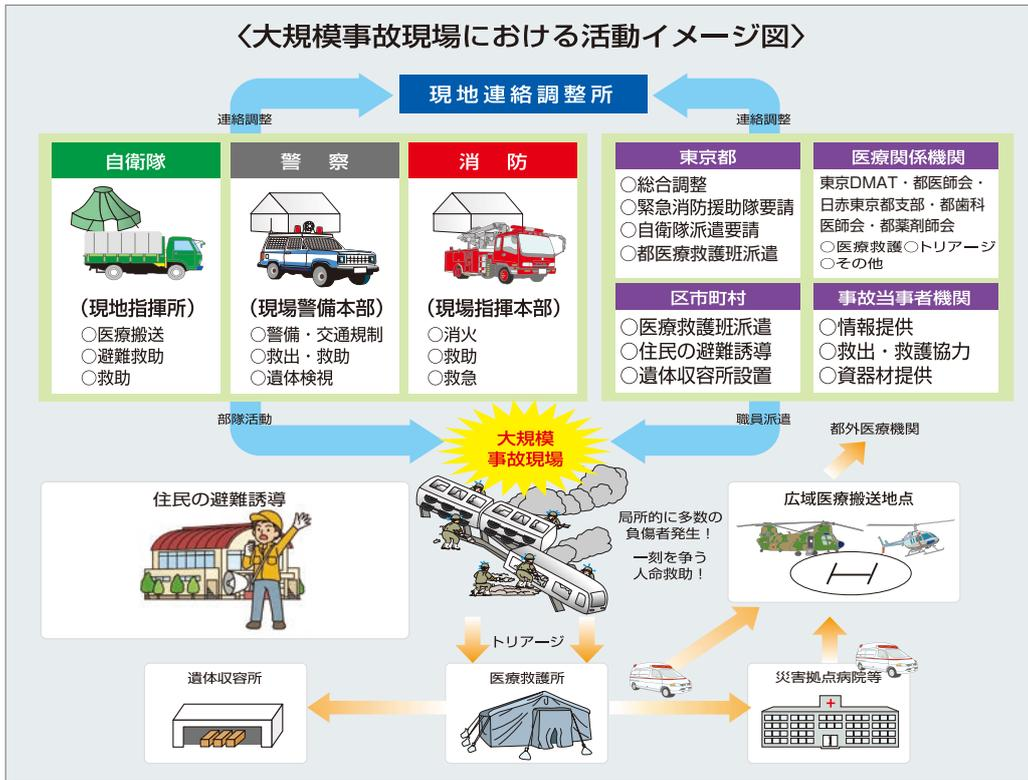 〈大規模事故現場における活動イメージ図〉
現地連絡調整所
連絡調整
連絡調整
自衛隊
(現地指揮所)
○医療搬送
○避難救助
○救助
警 察
(現場警備本部)
○警備・交通規制
○救出・救助
○遺体検視
消 防
(現場指揮本部)
○消火
○救助
○救急
東京都
○総合調整
○緊急消防援助隊要請
○自衛隊派遣要請
○都医療救護班派遣
医療関係機関
東京DMAT・都医師会・
日赤東京都支部・都歯科
医師会・都薬剤師会
○医療救護○トリアージ
○その他
区市町村
○医療救護班派遣
○住民の避難誘導
○遺体収容所設置
事故当事者機関
○情報提供
○救出・救護協力
○資器材提供
部隊活動
職員派遣
大規模
事故現場
都外医療機関
住民の避難誘導
局所的に多数の
負傷者発生！
一刻を争う
人命救助！
広域医療搬送地点
H
トリアージ
遺体収容所
医療救護所
災害拠点病院等